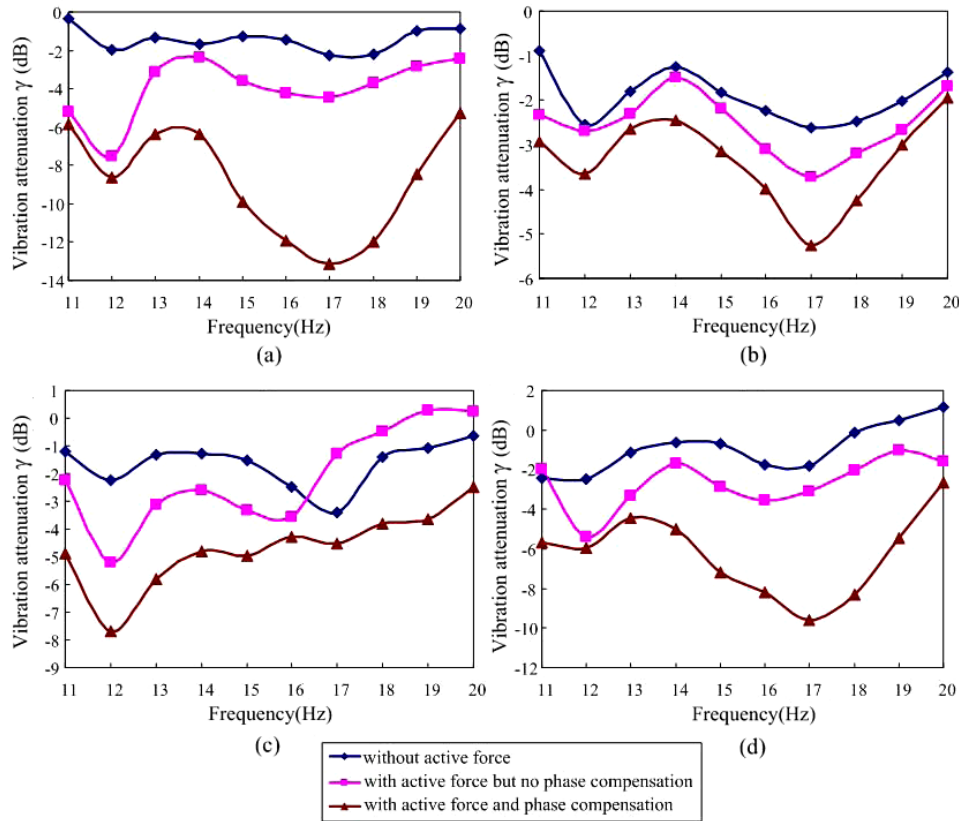 Vibration attenuation γ (dB)
0
-2
-4
-6
-8
-10
-12
-14
11 12 13 14 15 16 17 18 19 20
Frequency(Hz)
(a)
Vibration attenuation γ (dB)
0
-1
-2
-3
-4
-5
-6
11 12 13 14 15 16 17 18 19 20
Frequency(Hz)
(b)
Vibration attenuation γ (dB)
1
0
-1
-2
-3
-4
-5
-6
-7
-8
-9
11 12 13 14 15 16 17 18 19 20
Frequency(Hz)
(c)
Vibration attenuation γ (dB)
2
0
-2
-4
-6
-8
-10
-12
11 12 13 14 15 16 17 18 19 20
Frequency(Hz)
(d)
without active force
with active force but no phase compensation
with active force and phase compensation